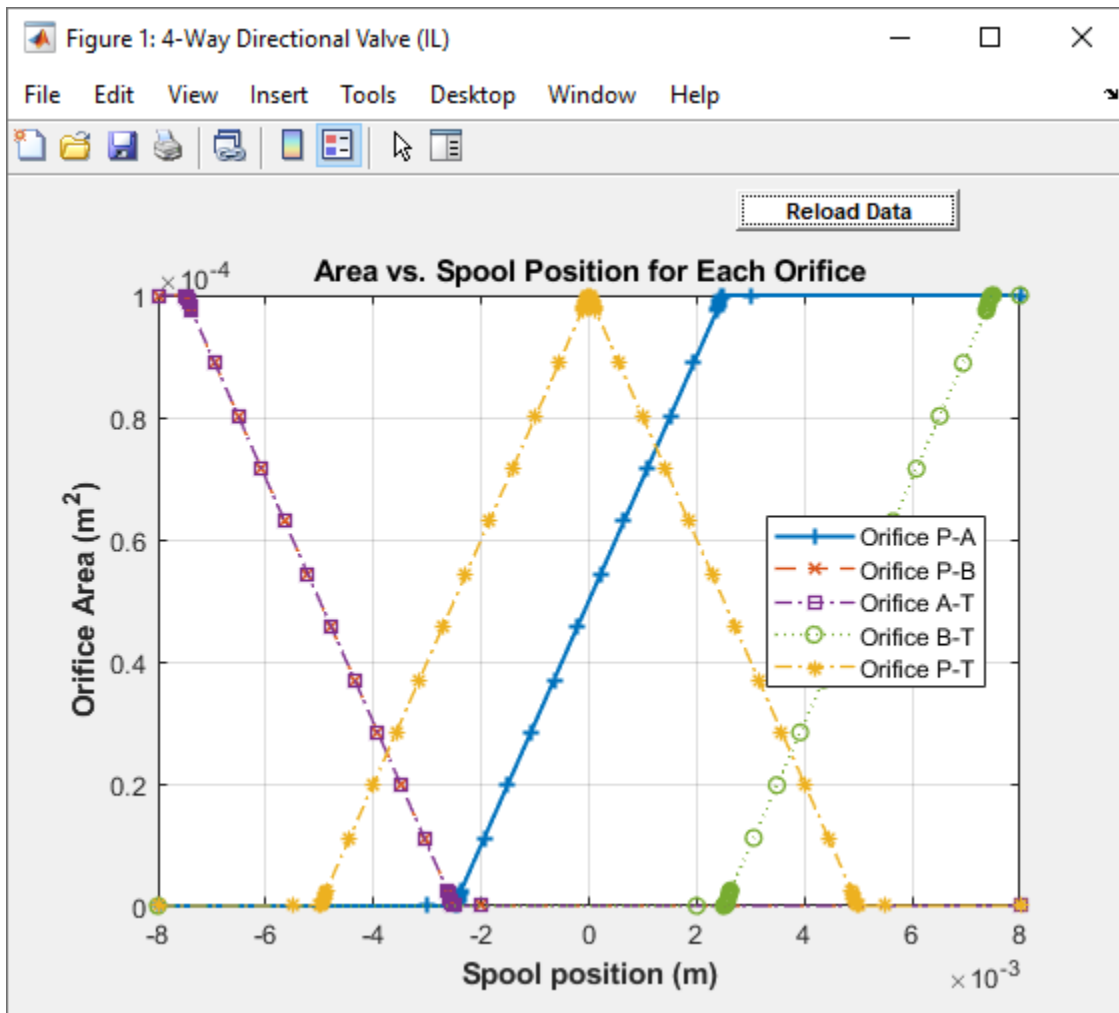 Figure 1: 4-Way Directional Valve (IL)
File Edit View Insert Tools Desktop Window Help
Reload Data
Area vs. Spool Position for Each Orifice
× 10⁻⁴
1
0.8
0.6
0.4
0.2
0
Orifice Area (m²)
Orifice P-A
Orifice P-B
Orifice A-T
Orifice B-T
Orifice P-T
-8 -6 -4 -2 0 2 4 6 8
Spool position (m)
× 10⁻³